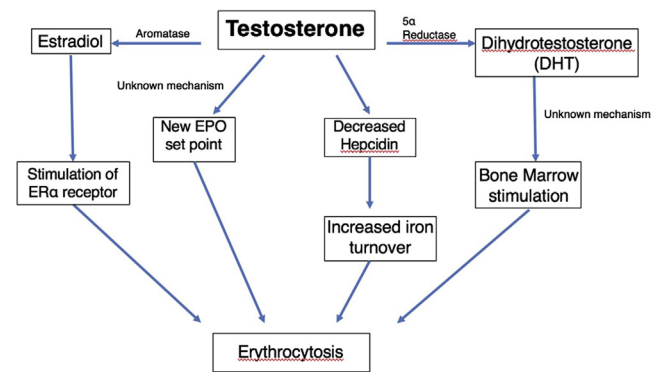 Testosterone
Estradiol
Aromatase
5α
Reductase
Dihydrotestosterone
(DHT)
Unknown mechanism
Unknown mechanism
New EPO
set point
Decreased
Hepcidin
Stimulation of
ERα receptor
Bone Marrow
stimulation
Increased iron
turnover
Erythrocytosis